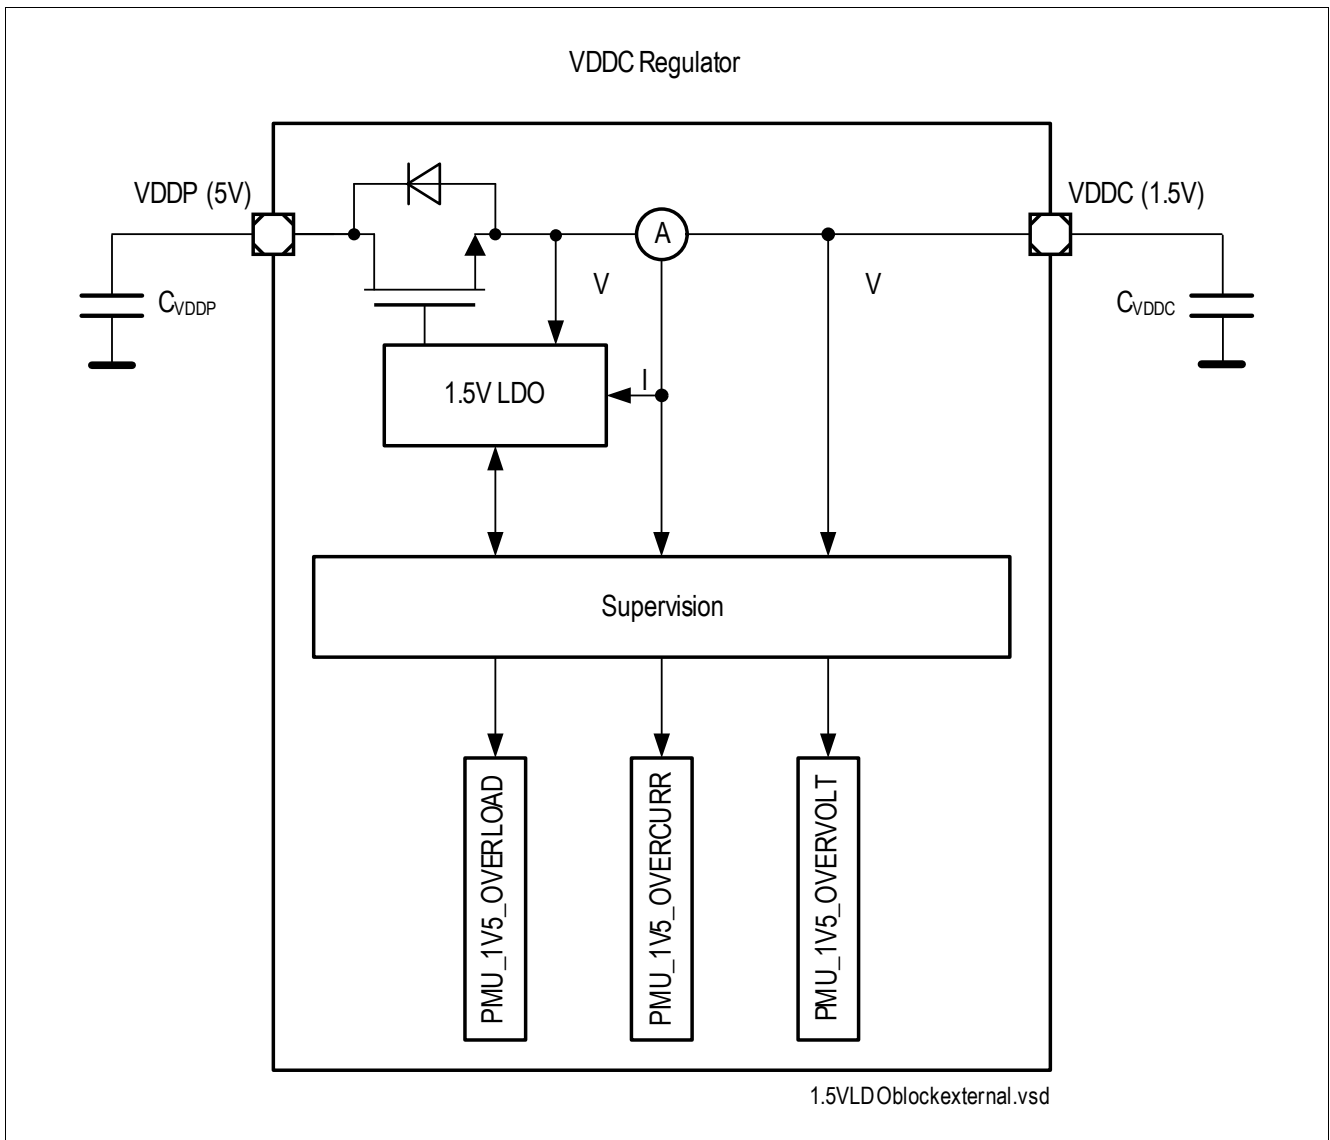 VDDC Regulator
VDDP (5V)
VDDC (1.5V)
A
CVDDP
V
V
CVDDC
1.5V LDO
I
Supervision
PMU_1V5_OVERLOAD
PMU_1V5_OVERCURR
PMU_1V5_OVERVOLT
1.5VLDOblockexternal.vsd